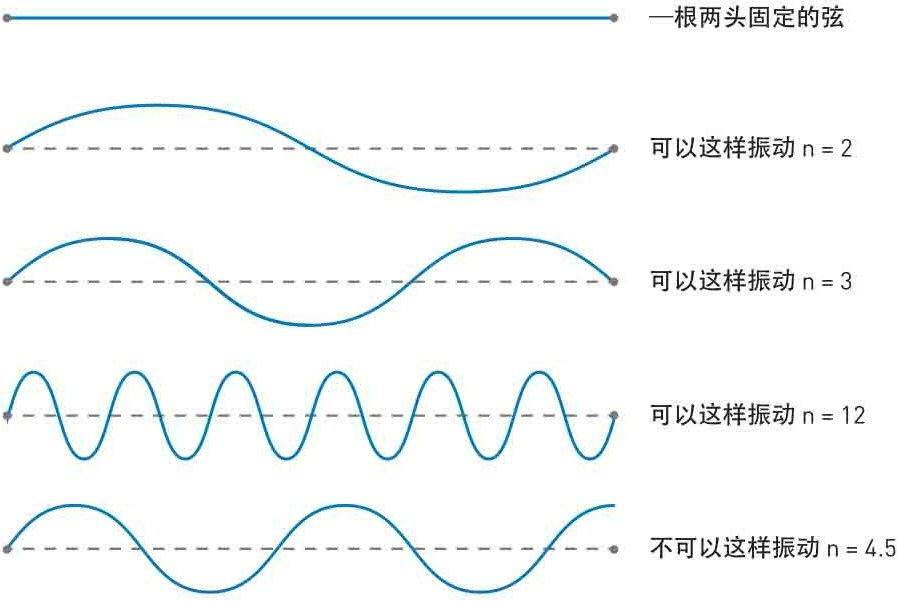 一根两头固定的弦
可以这样振动 n = 2
可以这样振动 n = 3
可以这样振动 n = 12
不可以这样振动 n = 4.5